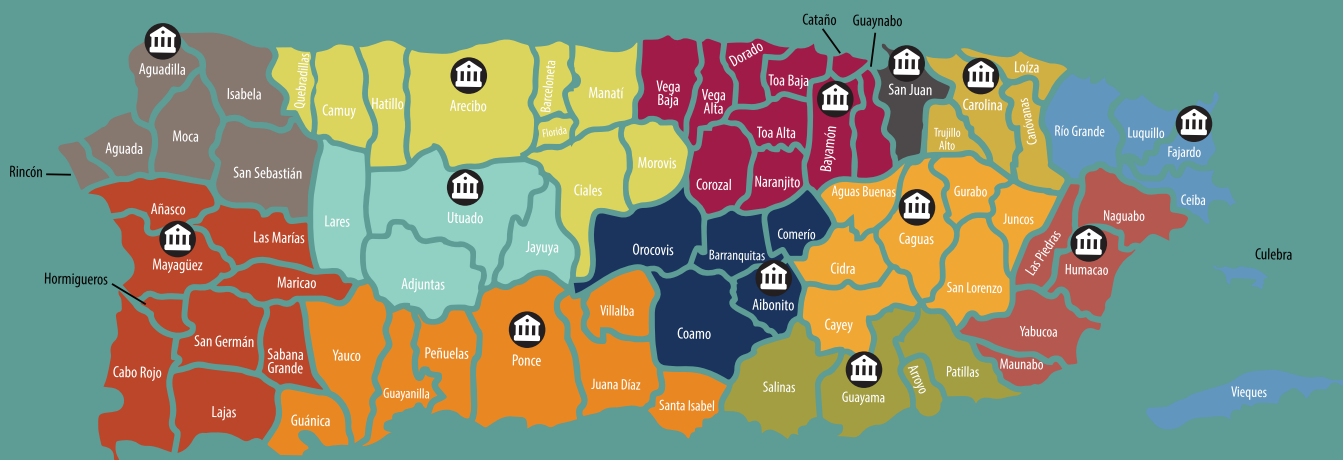 Cataño
Guaynabo
Aguadilla
Isabela
Quebradillas
Camuy
Hatillo
Arecibo
Barceloneta
Florida
Manatí
Vega
Baja
Vega
Alta
Dorado
Toa Baja
Toa Alta
Bayamón
San Juan
Carolina
Loíza
Trujillo
Alto
Canóvanas
Río Grande
Luquillo
Fajardo
Ceiba
Rincón
Aguada
Moca
San Sebastián
Lares
Utuado
Jayuya
Adjuntas
Ciales
Morovis
Corozal
Naranjito
Aguas Buenas
Caguas
Gurabo
Juncos
Las Piedras
Naguabo
Humacao
Culebra
Añasco
Mayagüez
Las Marías
Maricao
Hormigueros
Orocovis
Barranquitas
Comerío
Aibonito
Coamo
Cidra
Cayey
San Lorenzo
Yabucoa
Maunabo
San Germán
Sabana
Grande
Cabo Rojo
Lajas
Yauco
Guánica
Guayanilla
Peñuelas
Ponce
Villalba
Juana Díaz
Santa Isabel
Salinas
Guayama
Arroyo
Patillas
Vieques